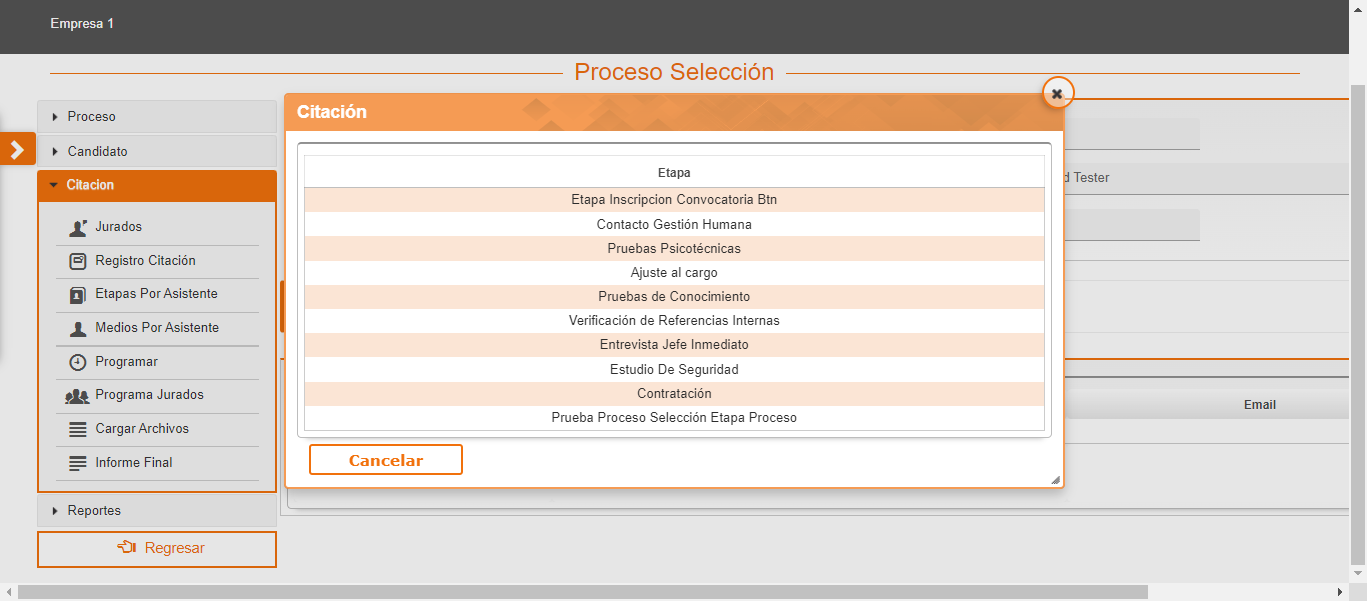 Empresa 1
Proceso Selección
Proceso
Candidato
Citacion
Jurados
Registro Citación
Etapas Por Asistente
Medios Por Asistente
Programar
Programa Jurados
Cargar Archivos
Informe Final
Reportes
Regresar
Citación
Etapa
Etapa Inscripcion Convocatoria Btn
Contacto Gestión Humana
Pruebas Psicotécnicas
Ajuste al cargo
Pruebas de Conocimiento
Verificación de Referencias Internas
Entrevista Jefe Inmediato
Estudio De Seguridad
Contratación
Prueba Proceso Selección Etapa Proceso
Cancelar
d Tester
Email